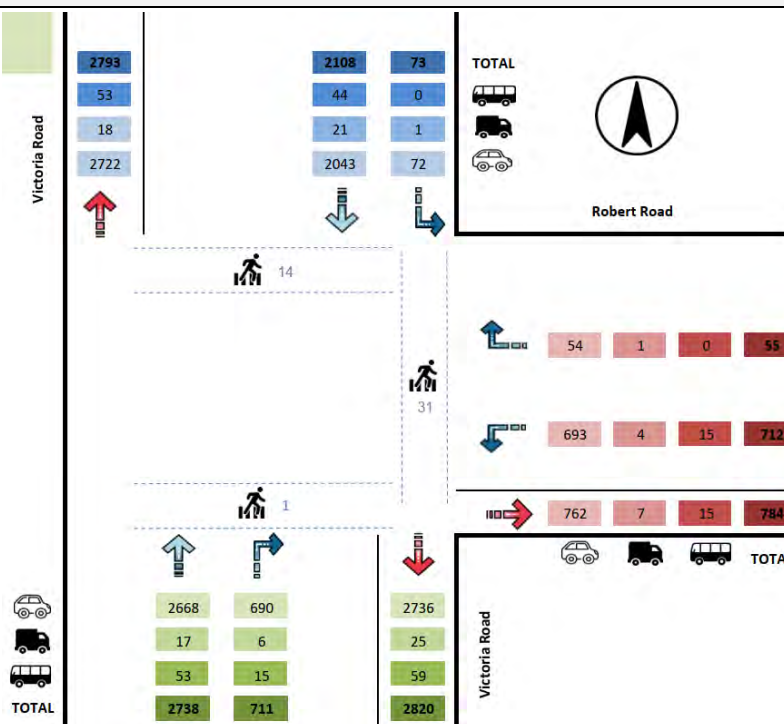 2793 2108 73 TOTAL
53 44 0
18 21 1
2722 2043 72
Victoria Road
Robert Road
14
54 1 0 55
31
693 4 15 712
1
762 7 15 784
TOTA
2668 690 2736
17 6 25
53 15 59
TOTAL 2738 711 2820
Victoria Road